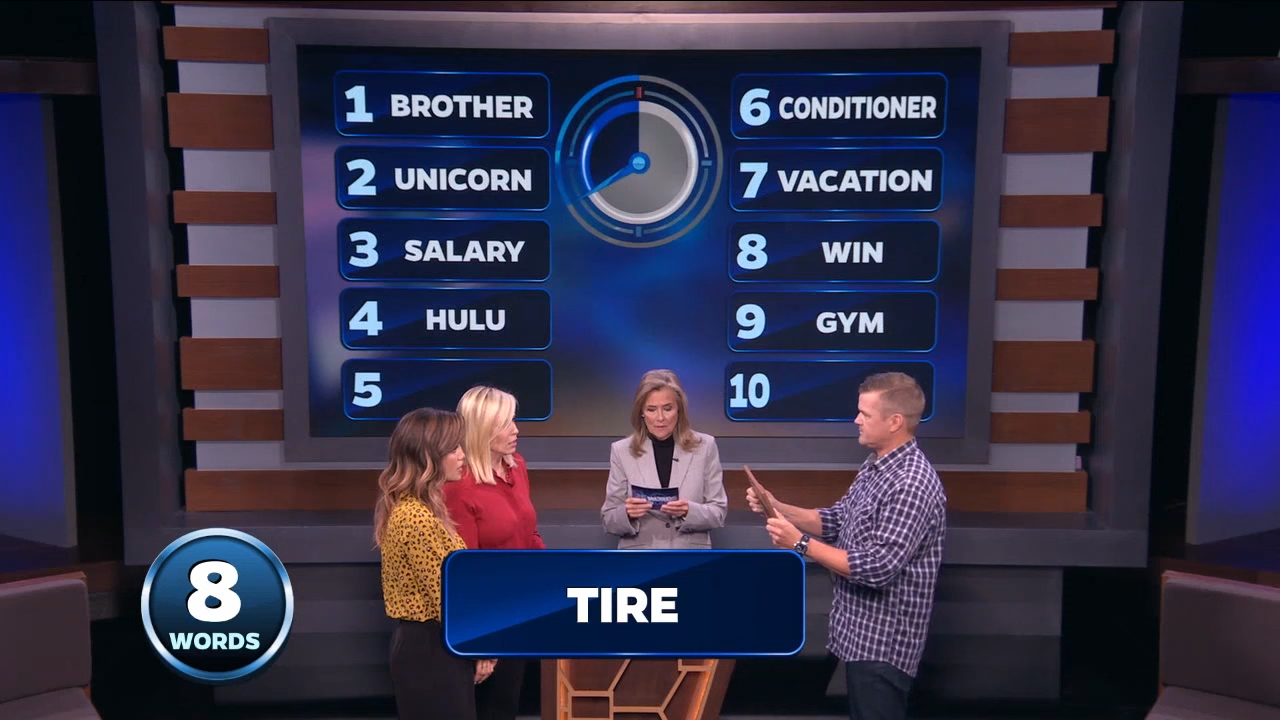 1 BROTHER
2 UNICORN
3 SALARY
4 HULU
5
6 CONDITIONER
7 VACATION
8 WIN
9 GYM
10
8
WORDS
TIRE